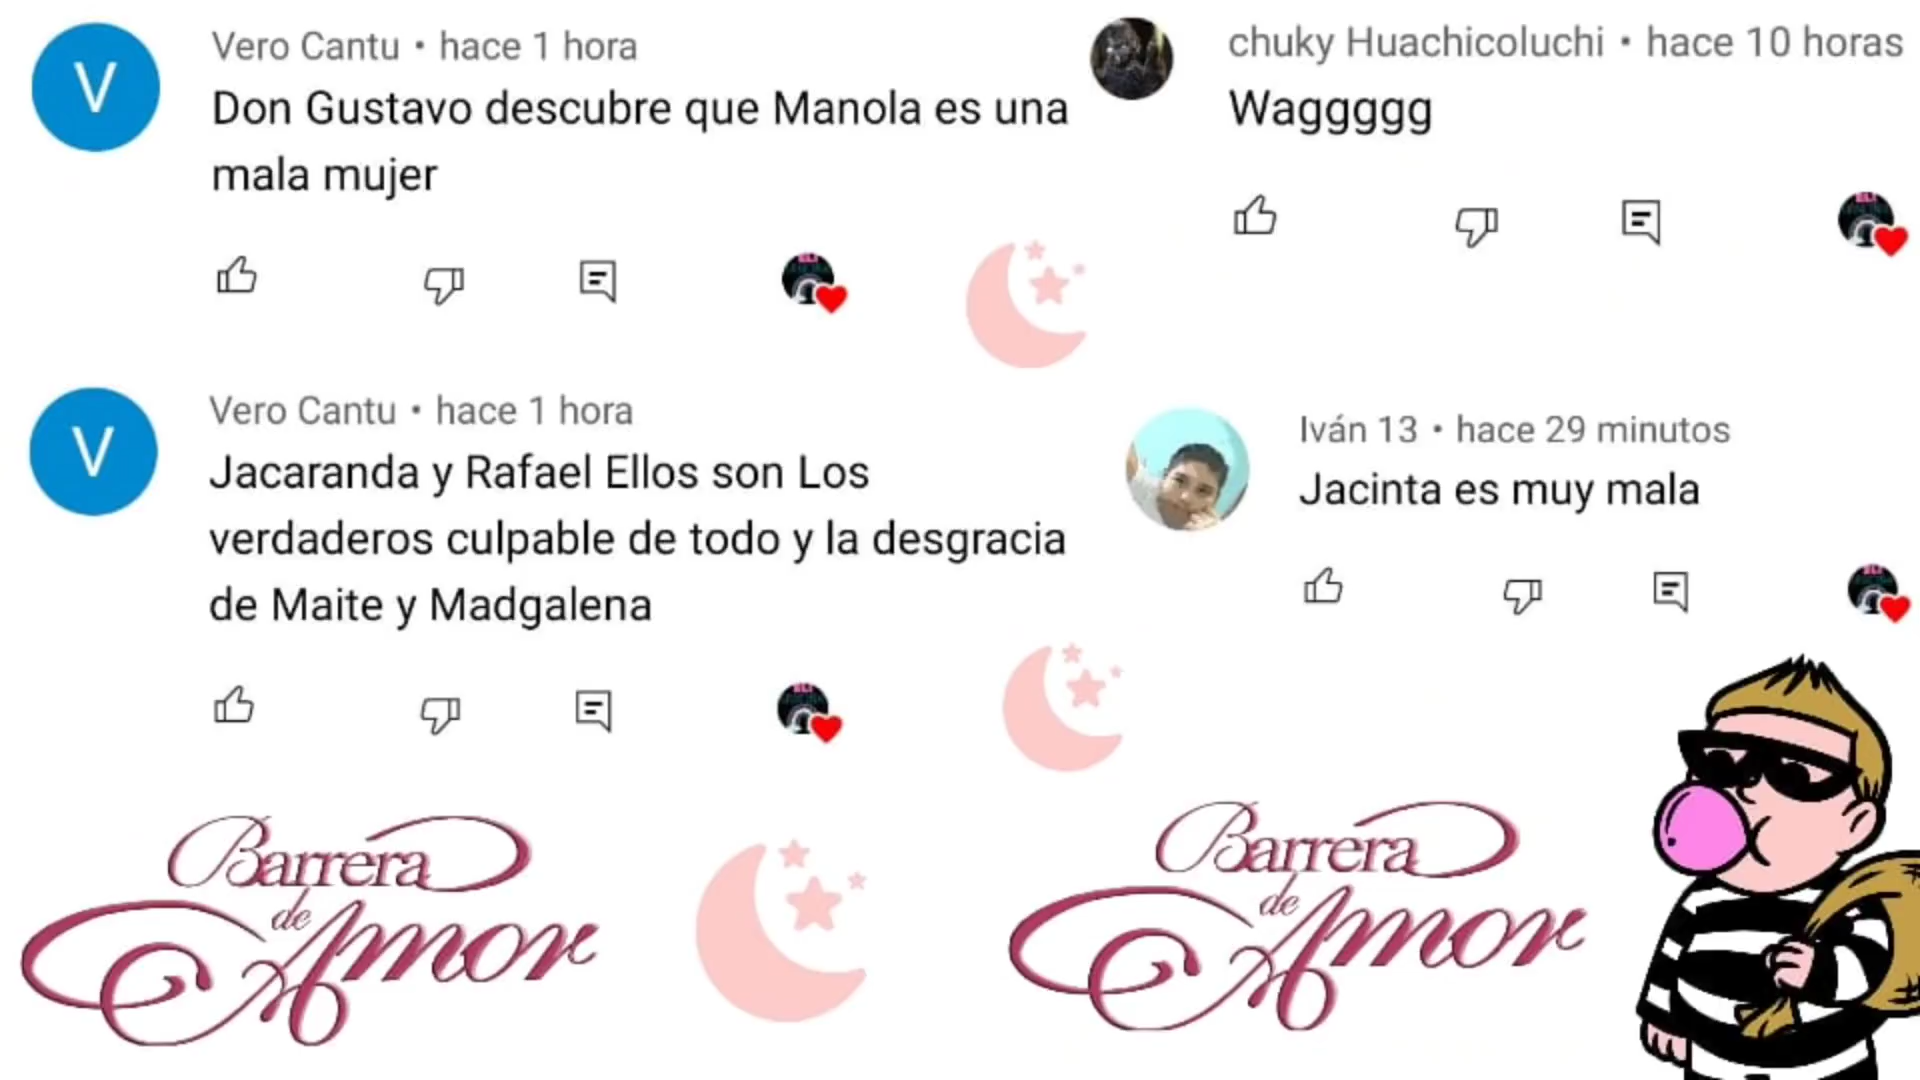 V
Vero Cantu • hace 1 hora
Don Gustavo descubre que Manola es una
mala mujer
chuky Huachicoluchi • hace 10 horas
Waggggg
V
Vero Cantu • hace 1 hora
Jacaranda y Rafael Ellos son Los
verdaderos culpable de todo y la desgracia
de Maite y Madgalena
Iván 13 • hace 29 minutos
Jacinta es muy mala
Barrera
de
Amor
Barrera
de
Amor